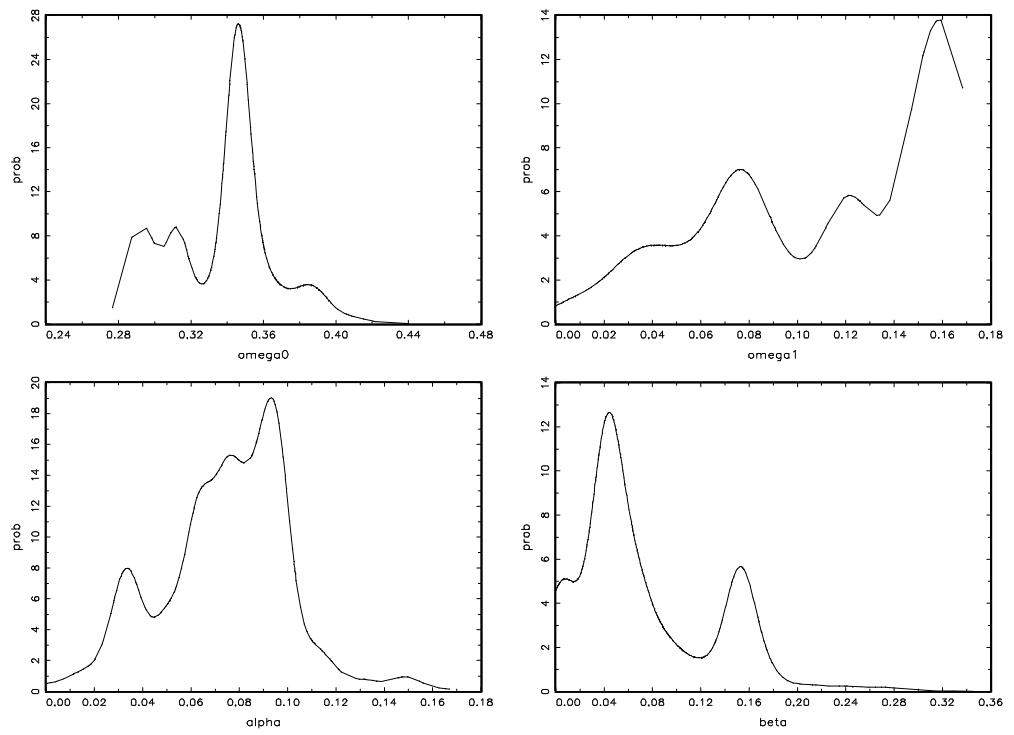 prob
0 4 8 12 16 20 24 28
0.24 0.28 0.32 0.36 0.40 0.44 0.48
omega0
prob
0 2 4 6 8 10 12 14
0.00 0.02 0.04 0.06 0.08 0.10 0.12 0.14 0.16 0.18
omega1
prob
0 2 4 6 8 10 12 14 16 18 20
0.00 0.02 0.04 0.06 0.08 0.10 0.12 0.14 0.16 0.18
alpha
prob
0 2 4 6 8 10 12 14
0.00 0.04 0.08 0.12 0.16 0.20 0.24 0.28 0.32 0.36
beta